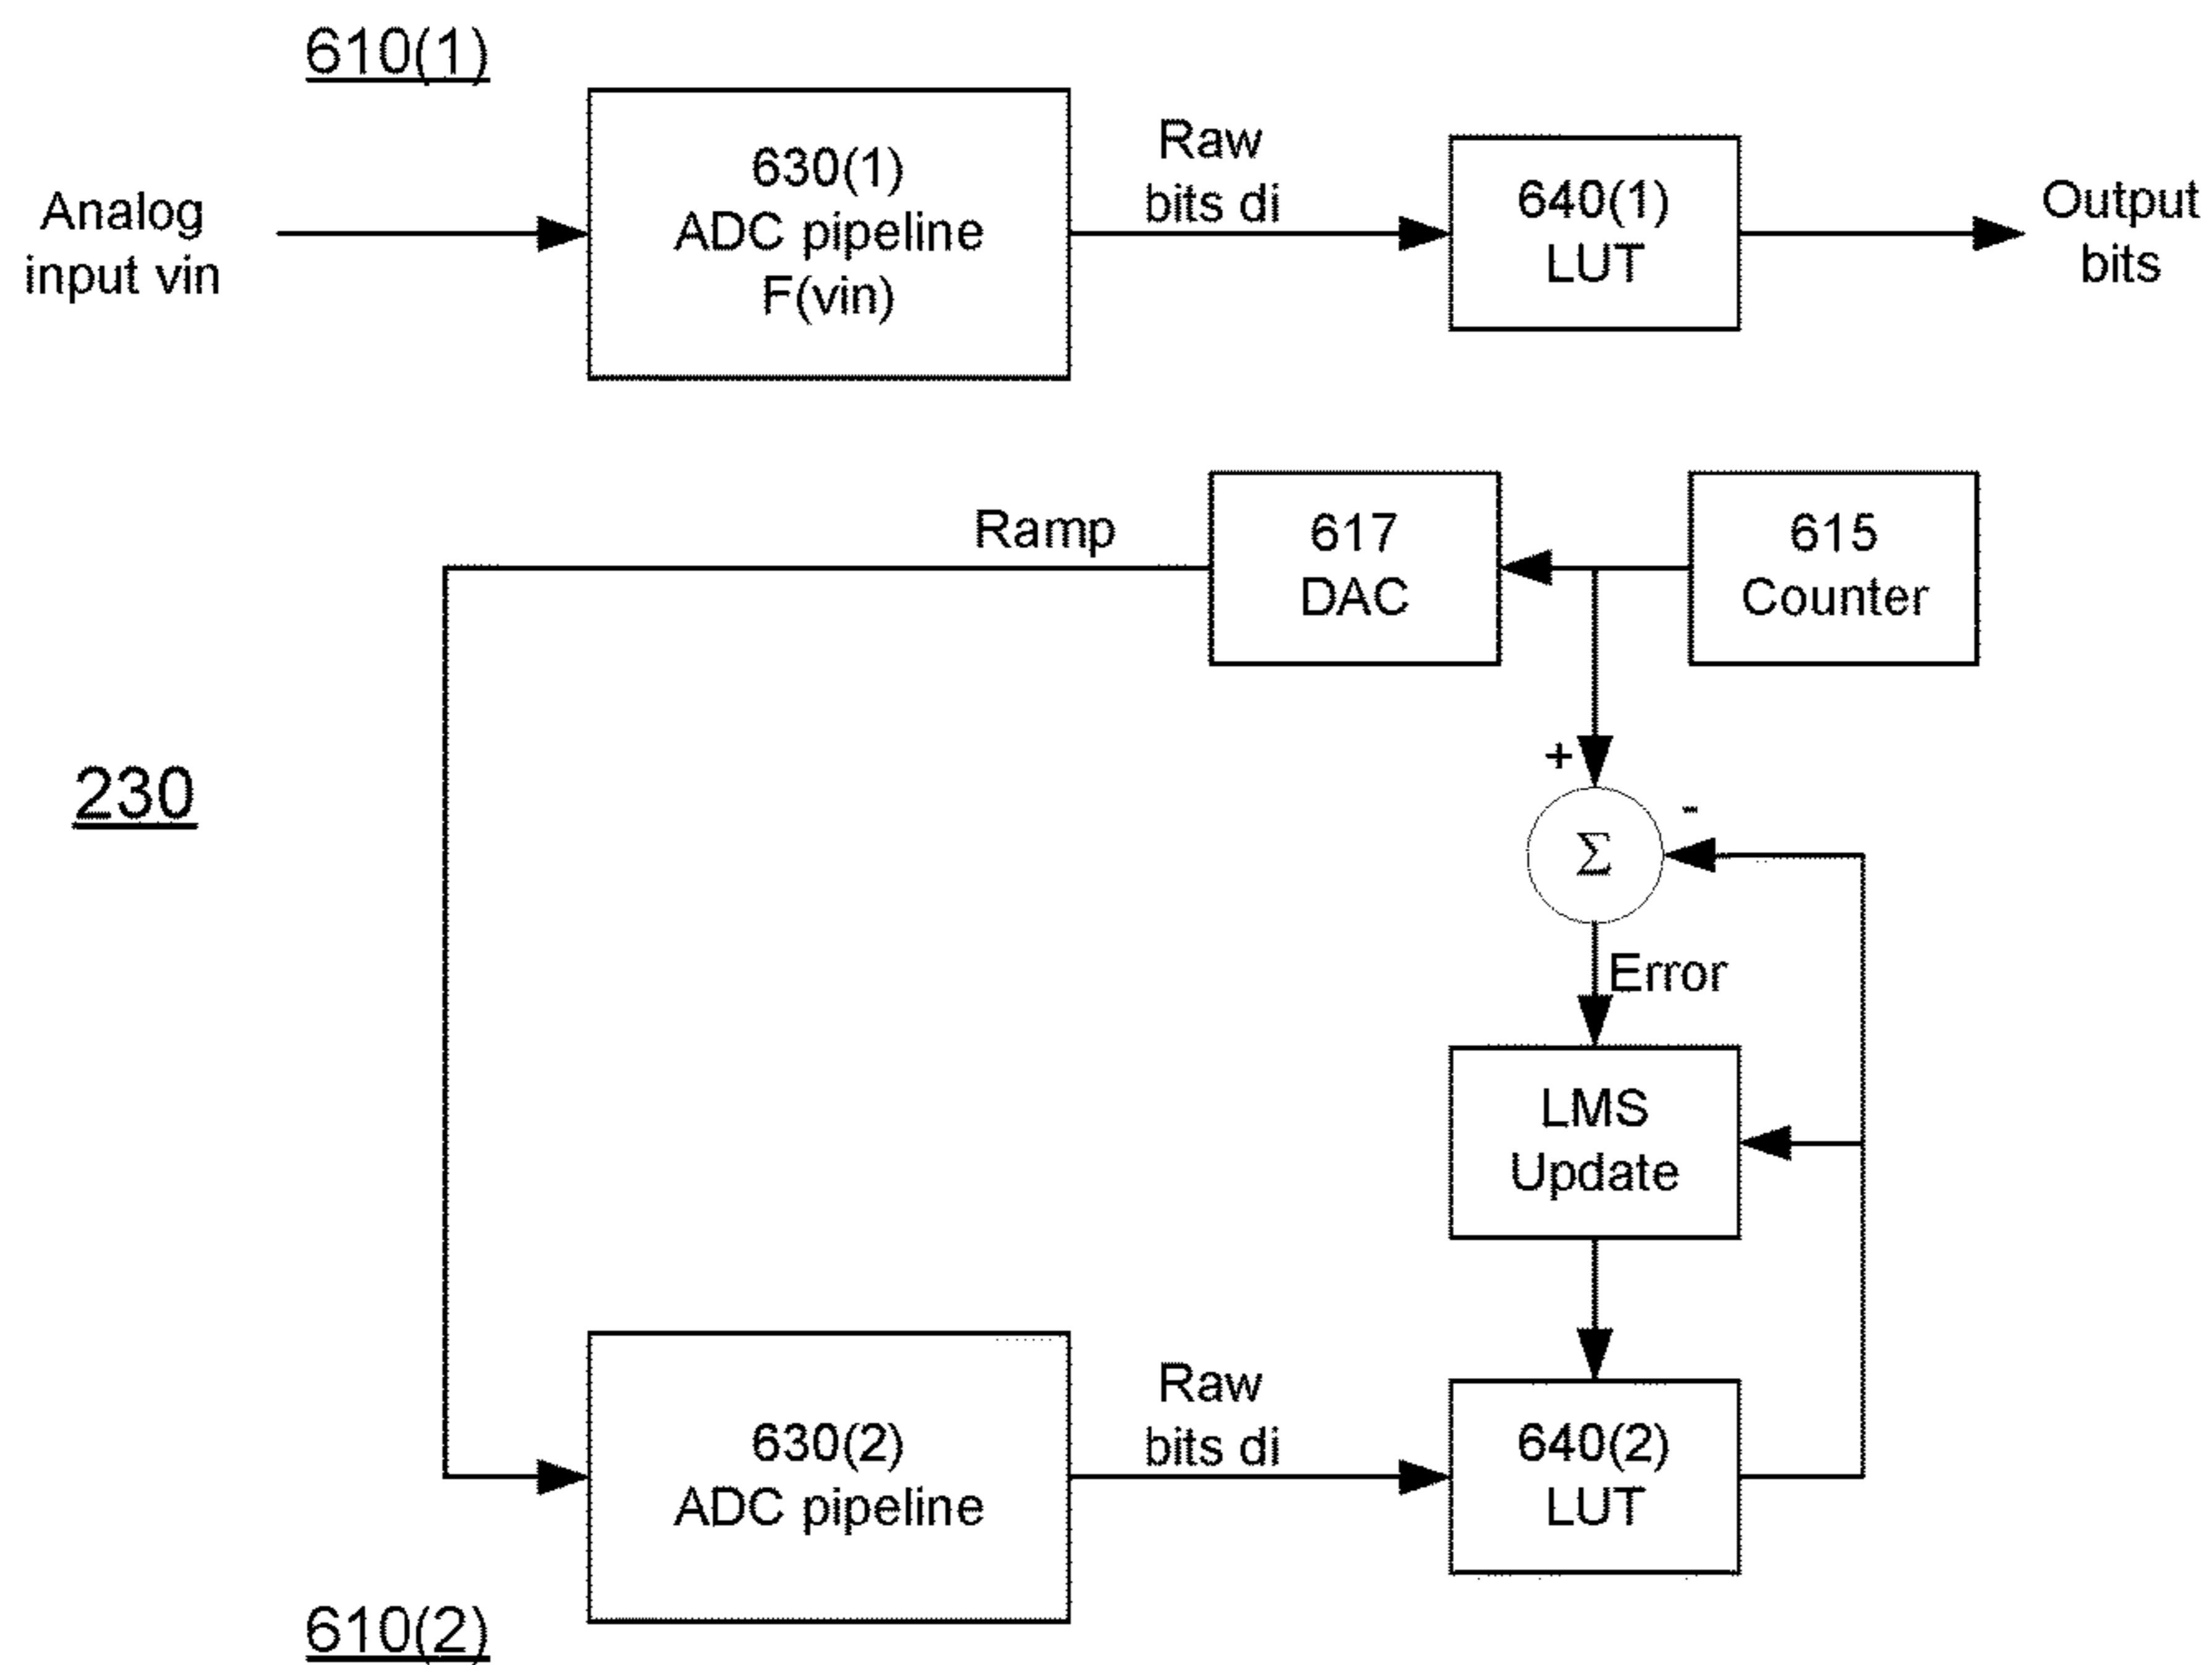 610(1)
Analog
input vin
630(1)
ADC pipeline
F(vin)
Raw
bits di
640(1)
LUT
Output
bits
Ramp
617
DAC
615
Counter
230
+
-
Σ
Error
LMS
Update
630(2)
ADC pipeline
Raw
bits di
640(2)
LUT
610(2)